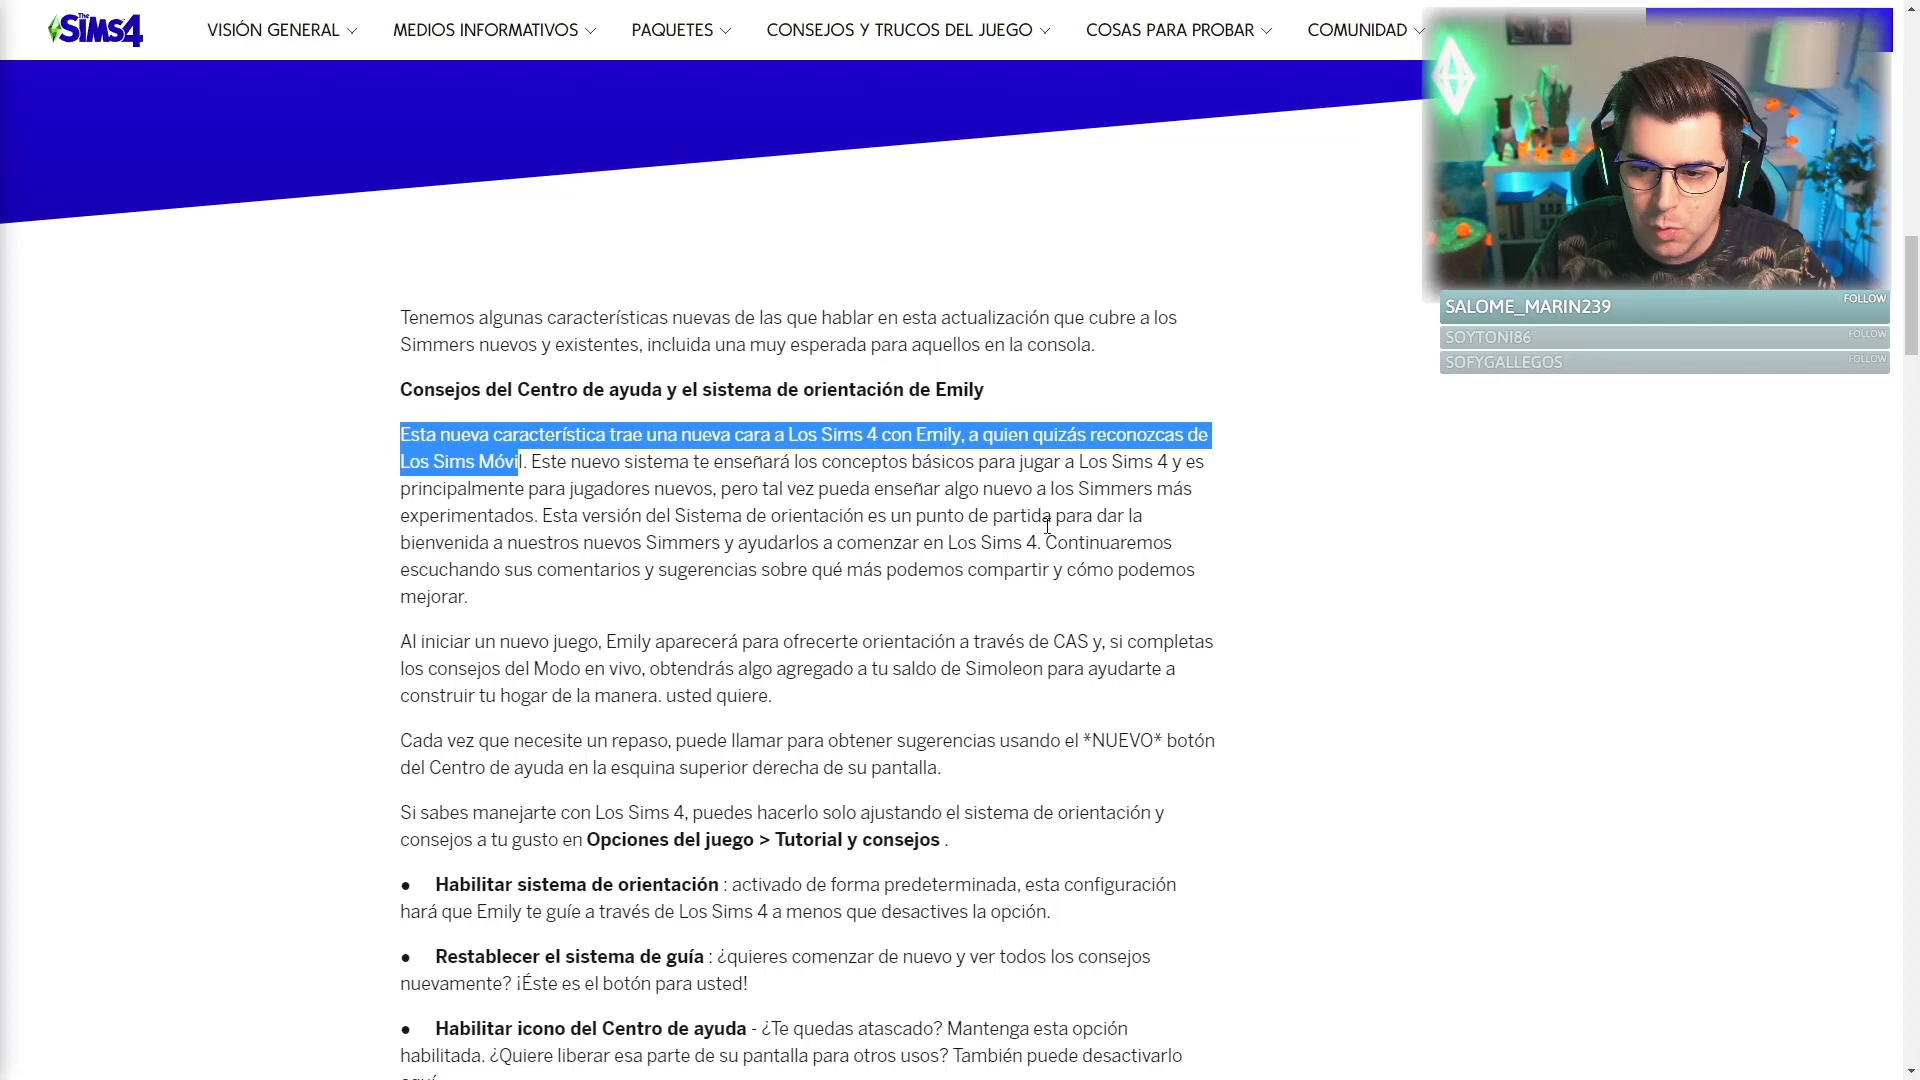 The SIMS4
VISIÓN GENERAL
MEDIOS INFORMATIVOS
PAQUETES
CONSEJOS Y TRUCOS DEL JUEGO
COSAS PARA PROBAR
COMUNIDAD
SALOME_MARIN239 FOLLOW
SOYTONI86 FOLLOW
SOFYGALLEGOS FOLLOW
Tenemos algunas características nuevas de las que hablar en esta actualización que cubre a los
Simmers nuevos y existentes, incluida una muy esperada para aquellos en la consola.
Consejos del Centro de ayuda y el sistema de orientación de Emily
Esta nueva característica trae una nueva cara a Los Sims 4 con Emily, a quien quizás reconozcas de
Los Sims Móvil. Este nuevo sistema te enseñará los conceptos básicos para jugar a Los Sims 4 y es
principalmente para jugadores nuevos, pero tal vez pueda enseñar algo nuevo a los Simmers más
experimentados. Esta versión del Sistema de orientación es un punto de partida para dar la
bienvenida a nuestros nuevos Simmers y ayudarlos a comenzar en Los Sims 4. Continuaremos
escuchando sus comentarios y sugerencias sobre qué más podemos compartir y cómo podemos
mejorar.
Al iniciar un nuevo juego, Emily aparecerá para ofrecerte orientación a través de CAS y, si completas
los consejos del Modo en vivo, obtendrás algo agregado a tu saldo de Simoleon para ayudarte a
construir tu hogar de la manera. usted quiere.
Cada vez que necesite un repaso, puede llamar para obtener sugerencias usando el *NUEVO* botón
del Centro de ayuda en la esquina superior derecha de su pantalla.
Si sabes manejarte con Los Sims 4, puedes hacerlo solo ajustando el sistema de orientación y
consejos a tu gusto en Opciones del juego > Tutorial y consejos .
● Habilitar sistema de orientación : activado de forma predeterminada, esta configuración
hará que Emily te guíe a través de Los Sims 4 a menos que desactives la opción.
● Restablecer el sistema de guía : ¿quieres comenzar de nuevo y ver todos los consejos
nuevamente? ¡Éste es el botón para usted!
● Habilitar icono del Centro de ayuda - ¿Te quedas atascado? Mantenga esta opción
habilitada. ¿Quiere liberar esa parte de su pantalla para otros usos? También puede desactivarlo